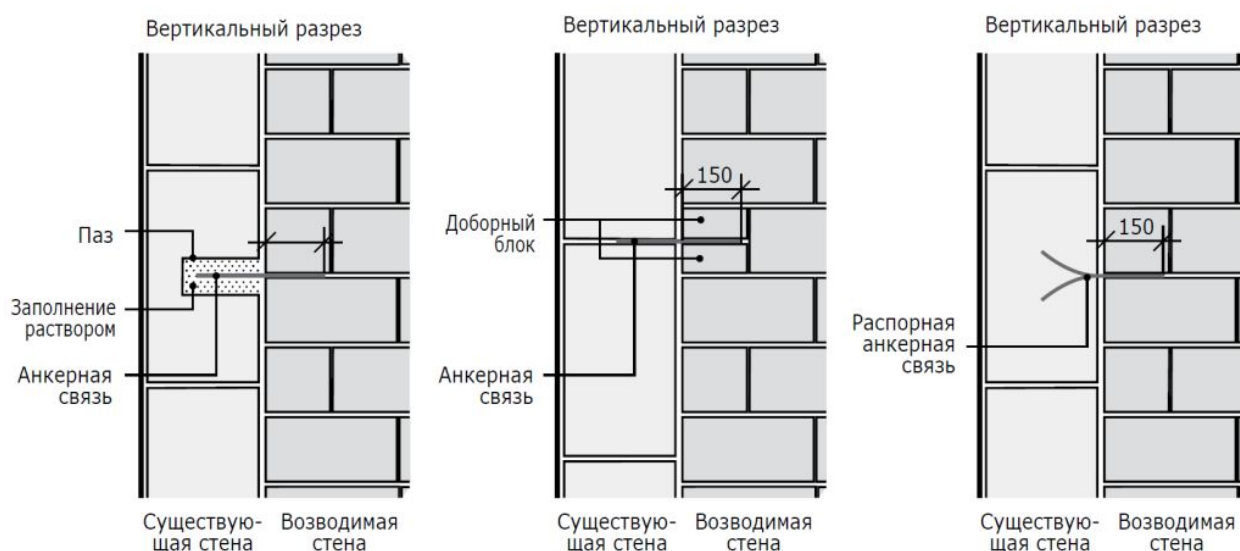 Вертикальный разрез
Паз
Заполнение
раствором
Анкерная
связь
Существую-
щая стена
Возводимая
стена
Вертикальный разрез
150
Доборный
блок
Анкерная
связь
Существую-
щая стена
Возводимая
стена
Вертикальный разрез
150
Распорная
анкерная
связь
Существую-
щая стена
Возводимая
стена